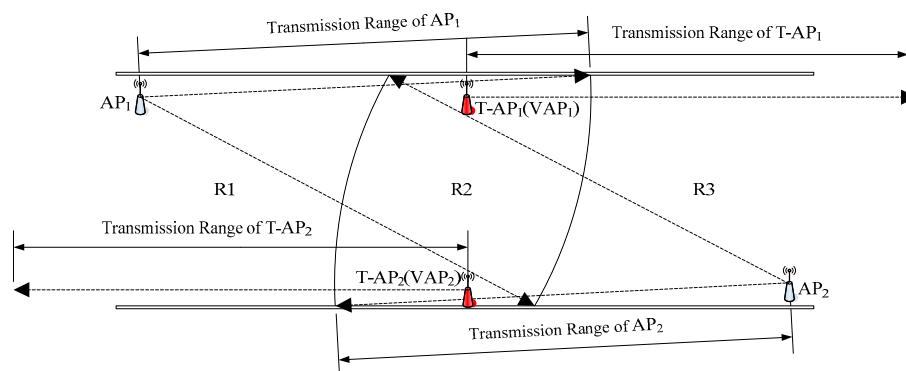 Transmission Range of AP1
Transmission Range of T-AP1
AP1
T-AP1(VAP1)
R1
R2
R3
Transmission Range of T-AP2
T-AP2(VAP2)
AP2
Transmission Range of AP2